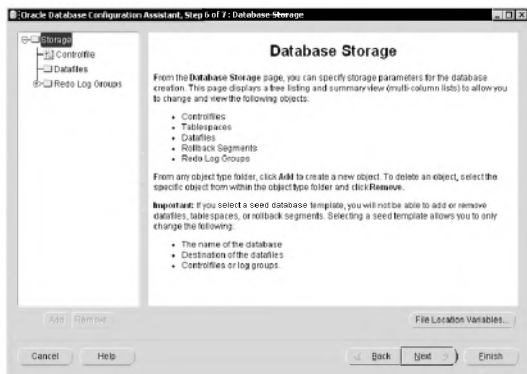 Oracle Database Configuration Assistant, Step 6 of 7 : Database Storage
Storage
Controlfile
Datafiles
Redo Log Groups
Database Storage
From the Database Storage page, you can specify storage parameters for the database
creation. This page displays a tree listing and summary view (multi-column lists) to allow you
to change and view the following objects:
• Controlfiles
• Tablespaces
• Datafiles
• Rollback Segments
• Redo Log Groups
From any object type folder, click Add to create a new object. To delete an object, select the
specific object from within the object type folder and click Remove.
Important: If you select a seed database template, you will not be able to add or remove
datafiles, tablespaces, or rollback segments. Selecting a seed template allows you to only
change the following:
• The name of the database
• Destination of the datafiles
• Controlfiles or log groups.
Add Remove File Location Variables...
Cancel Help Back Next Finish